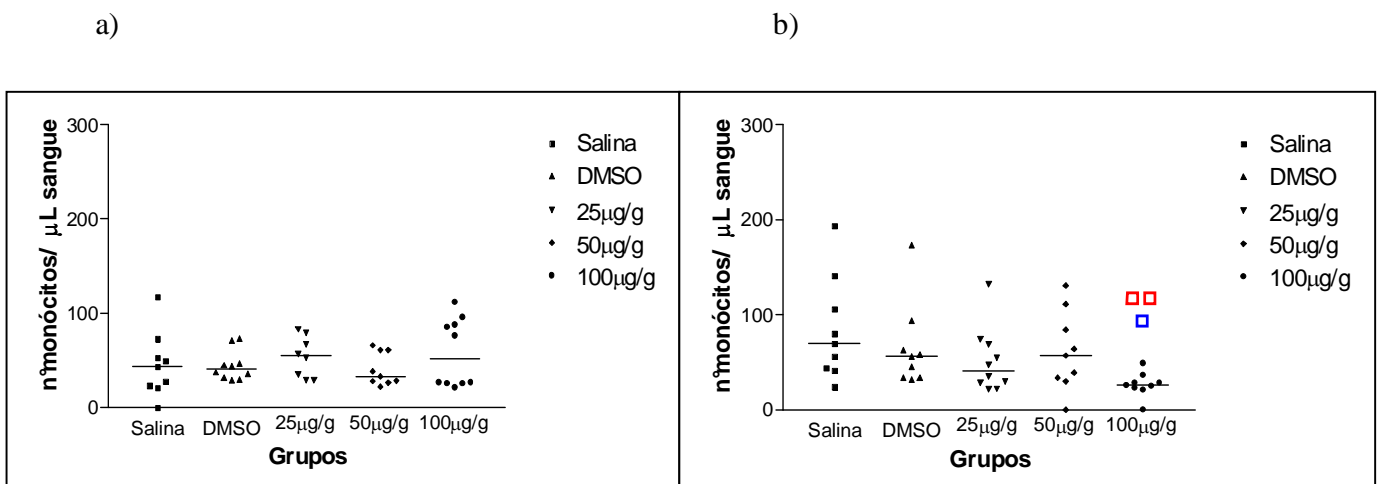 a)
b)
300
200
100
0
nºmonócitos/ µL sangue
Salina
DMSO
25µg/g
50µg/g
100µg/g
Grupos
Salina
DMSO
25µg/g
50µg/g
100µg/g
300
200
100
0
nºmonócitos/ µL sangue
Salina
DMSO
25µg/g
50µg/g
100µg/g
Grupos
Salina
DMSO
25µg/g
50µg/g
100µg/g